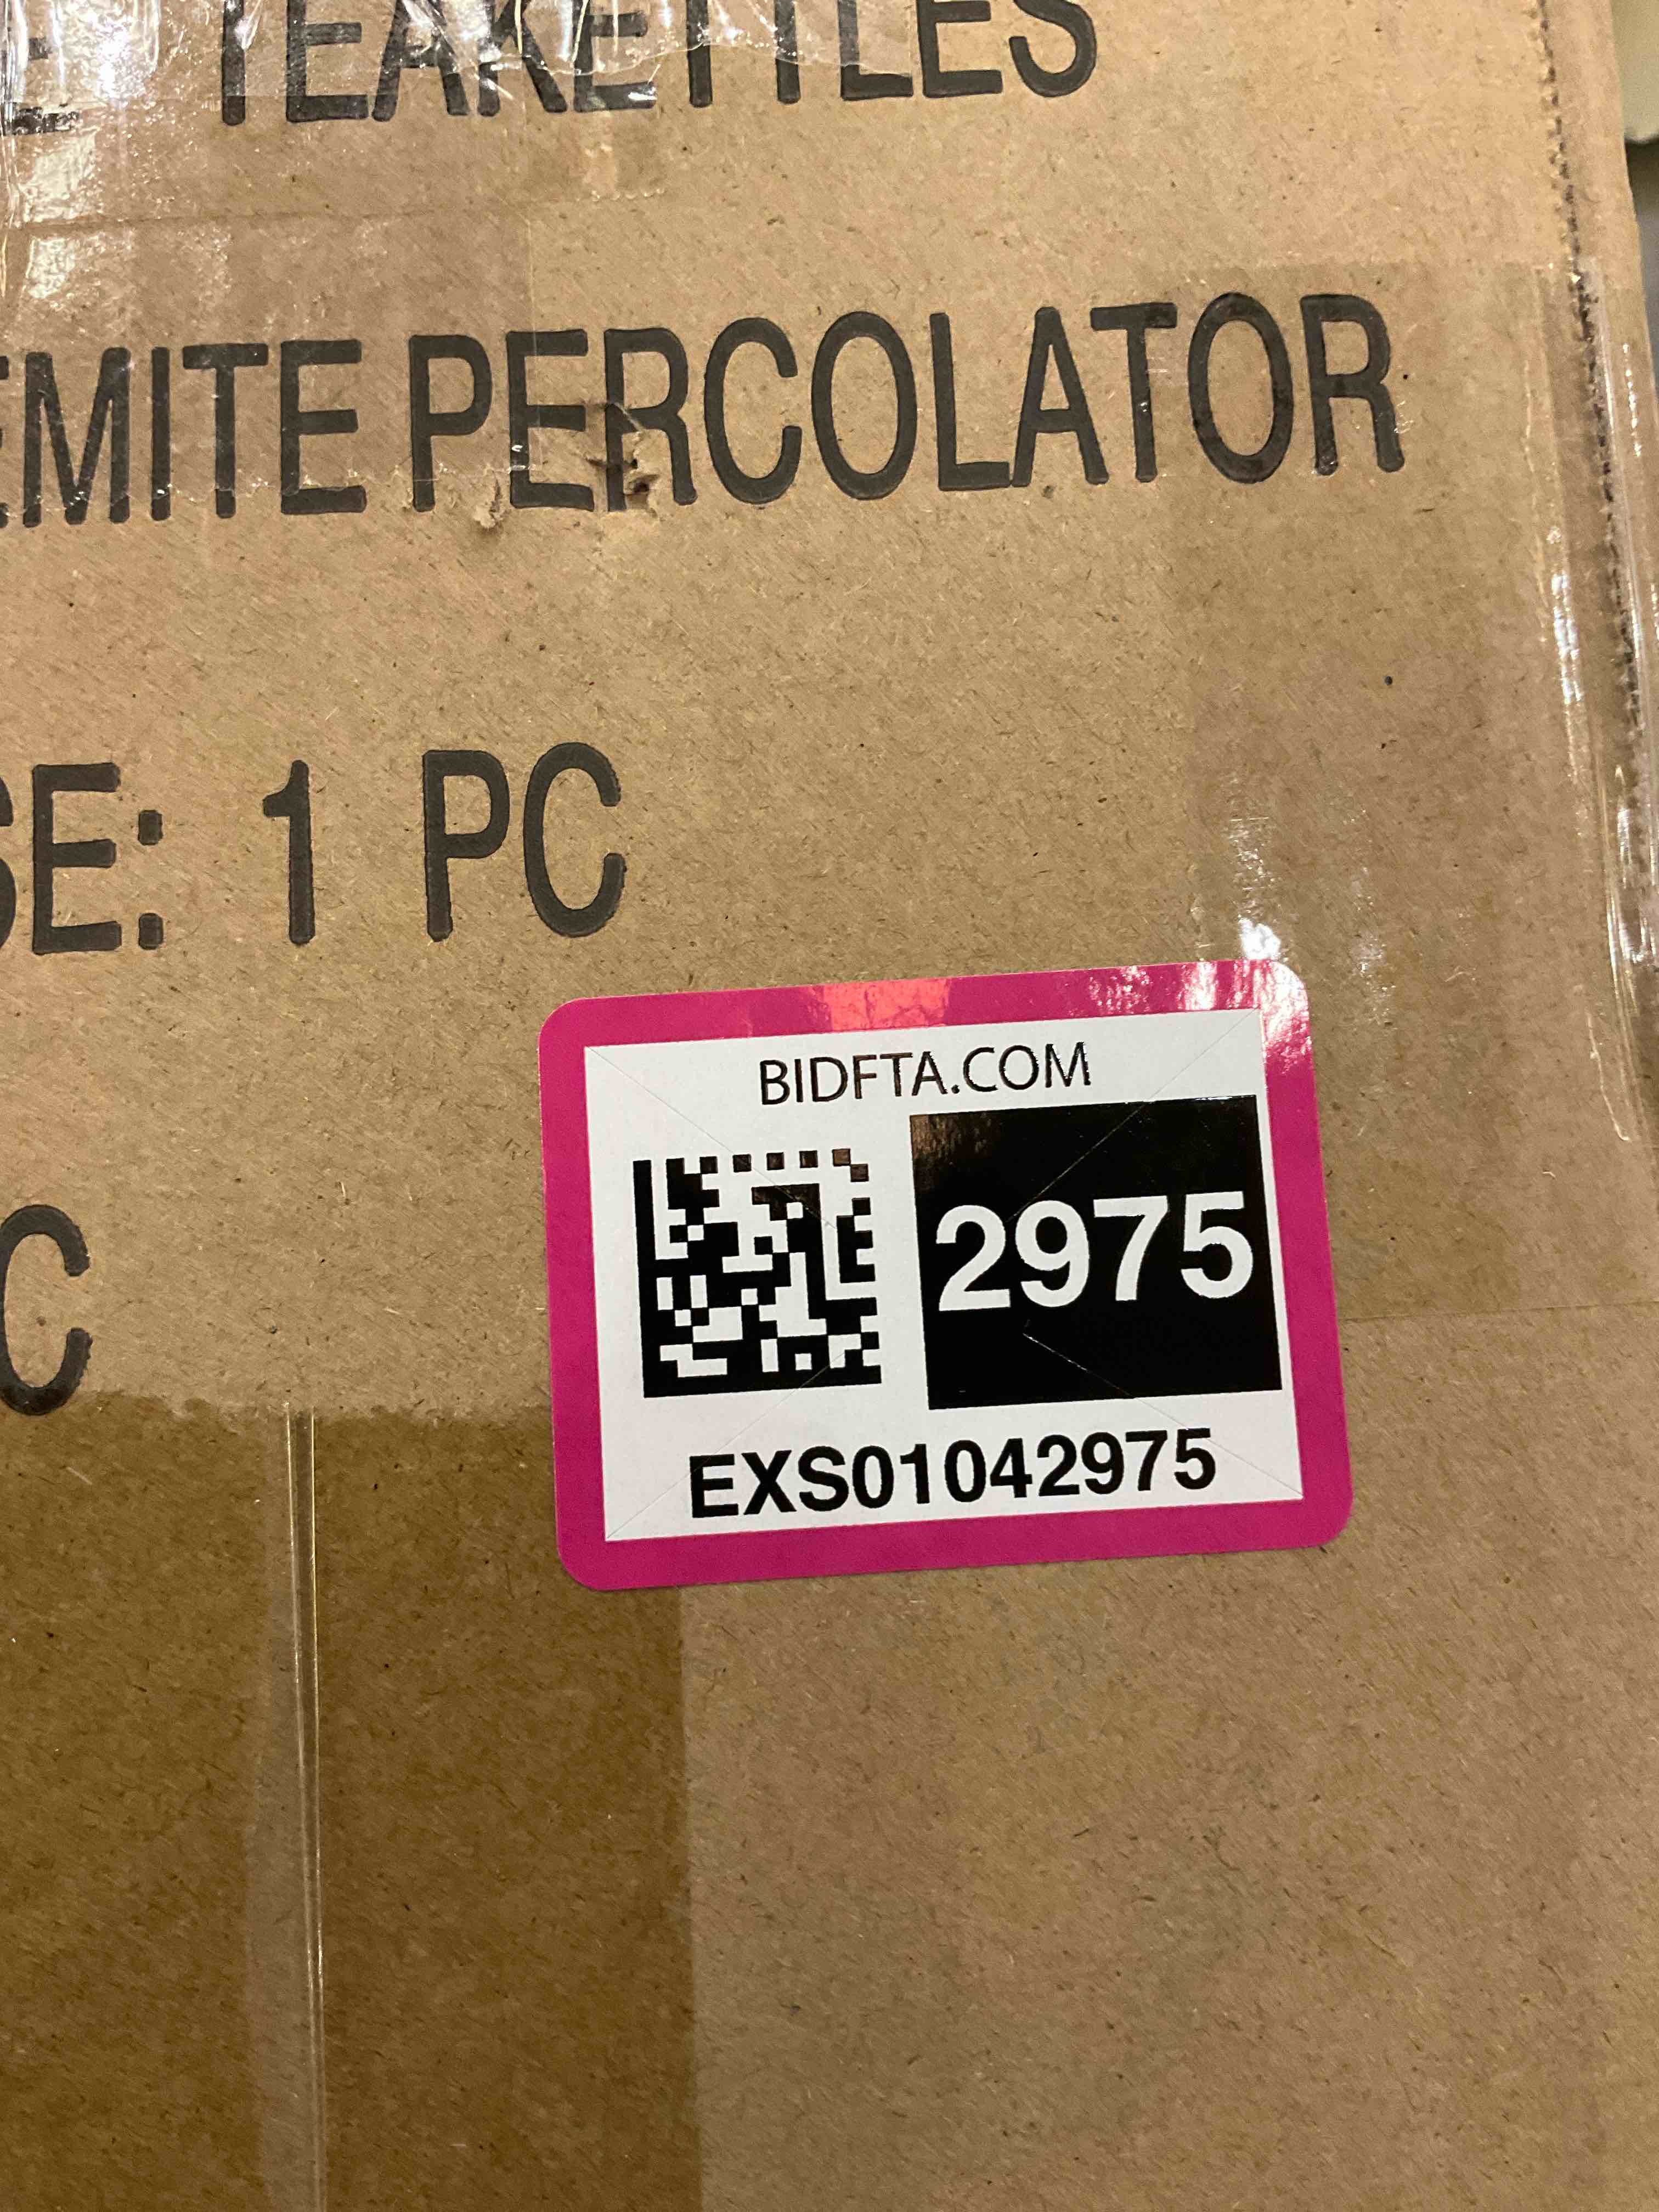 TEAKETTLES
EMITE PERCOLATOR
SE: 1 PC
C
BIDFTA.COM
2975
EXS01042975